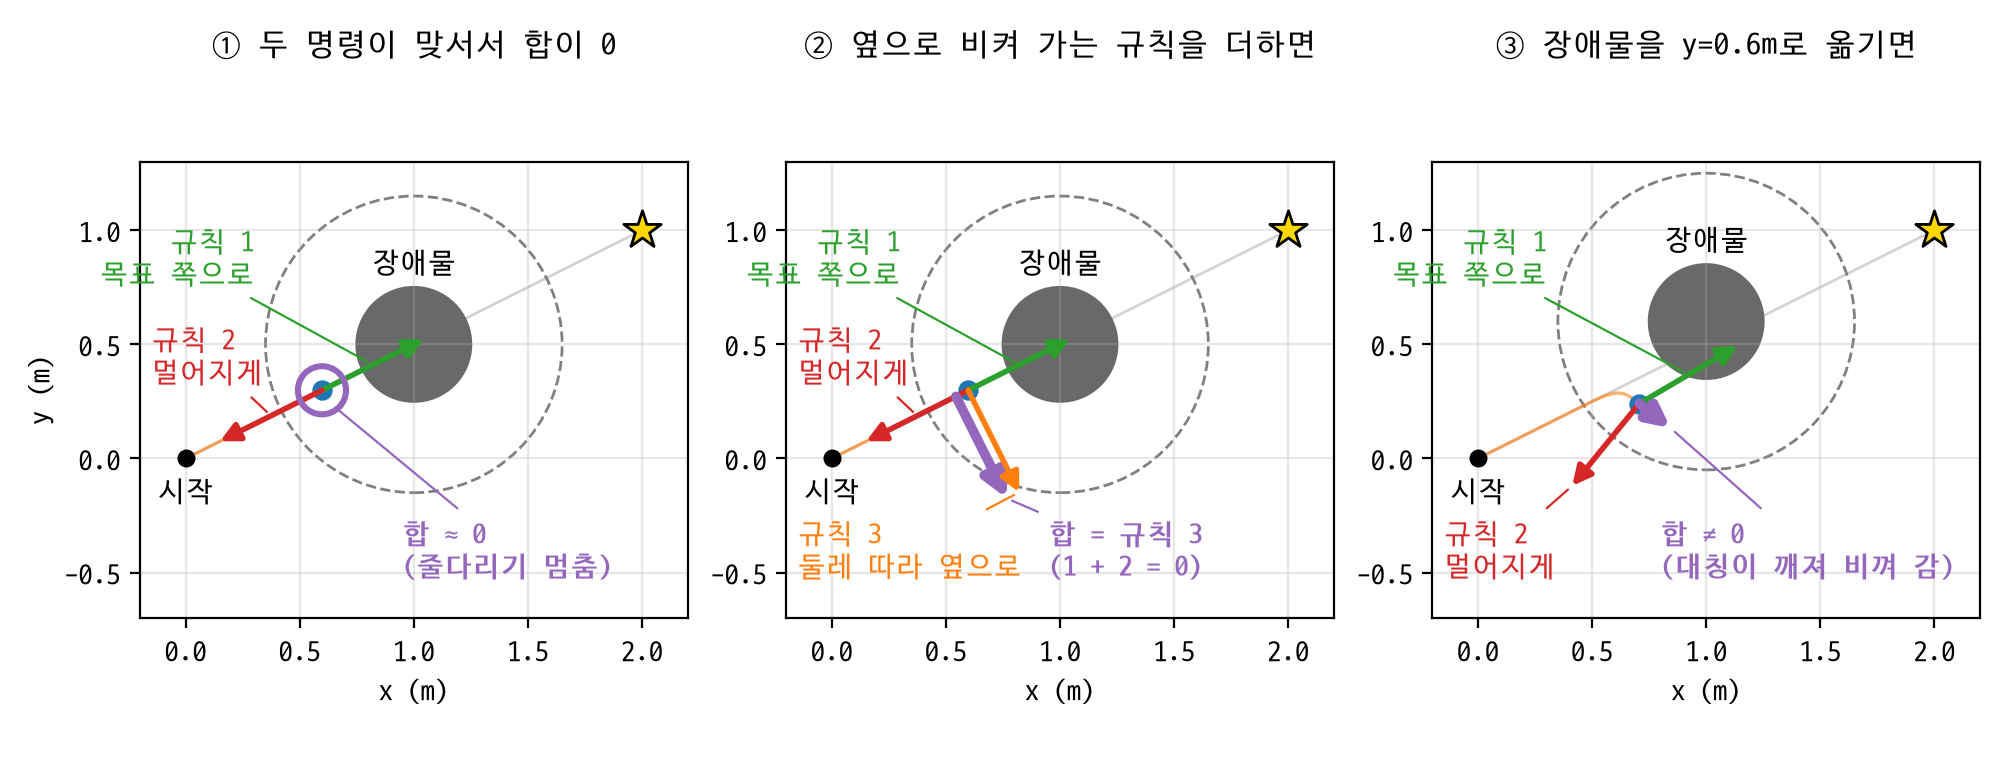 ① 두 명령이 맞서서 합이 0
규칙 1
목표 쪽으로
장애물
규칙 2
멀어지게
시작
합 ≈ 0
(줄다리기 멈춤)
1.0
0.5
0.0
−0.5
y (m)
0.0 0.5 1.0 1.5 2.0
x (m)
② 옆으로 비켜 가는 규칙을 더하면
규칙 1
목표 쪽으로
장애물
규칙 2
멀어지게
시작
규칙 3
둘레 따라 옆으로
합 = 규칙 3
(1 + 2 = 0)
1.0
0.5
0.0
−0.5
0.0 0.5 1.0 1.5 2.0
x (m)
③ 장애물을 y=0.6m로 옮기면
규칙 1
목표 쪽으로
장애물
시작
규칙 2
멀어지게
합 ≠ 0
(대칭이 깨져 비껴 감)
1.0
0.5
0.0
−0.5
0.0 0.5 1.0 1.5 2.0
x (m)